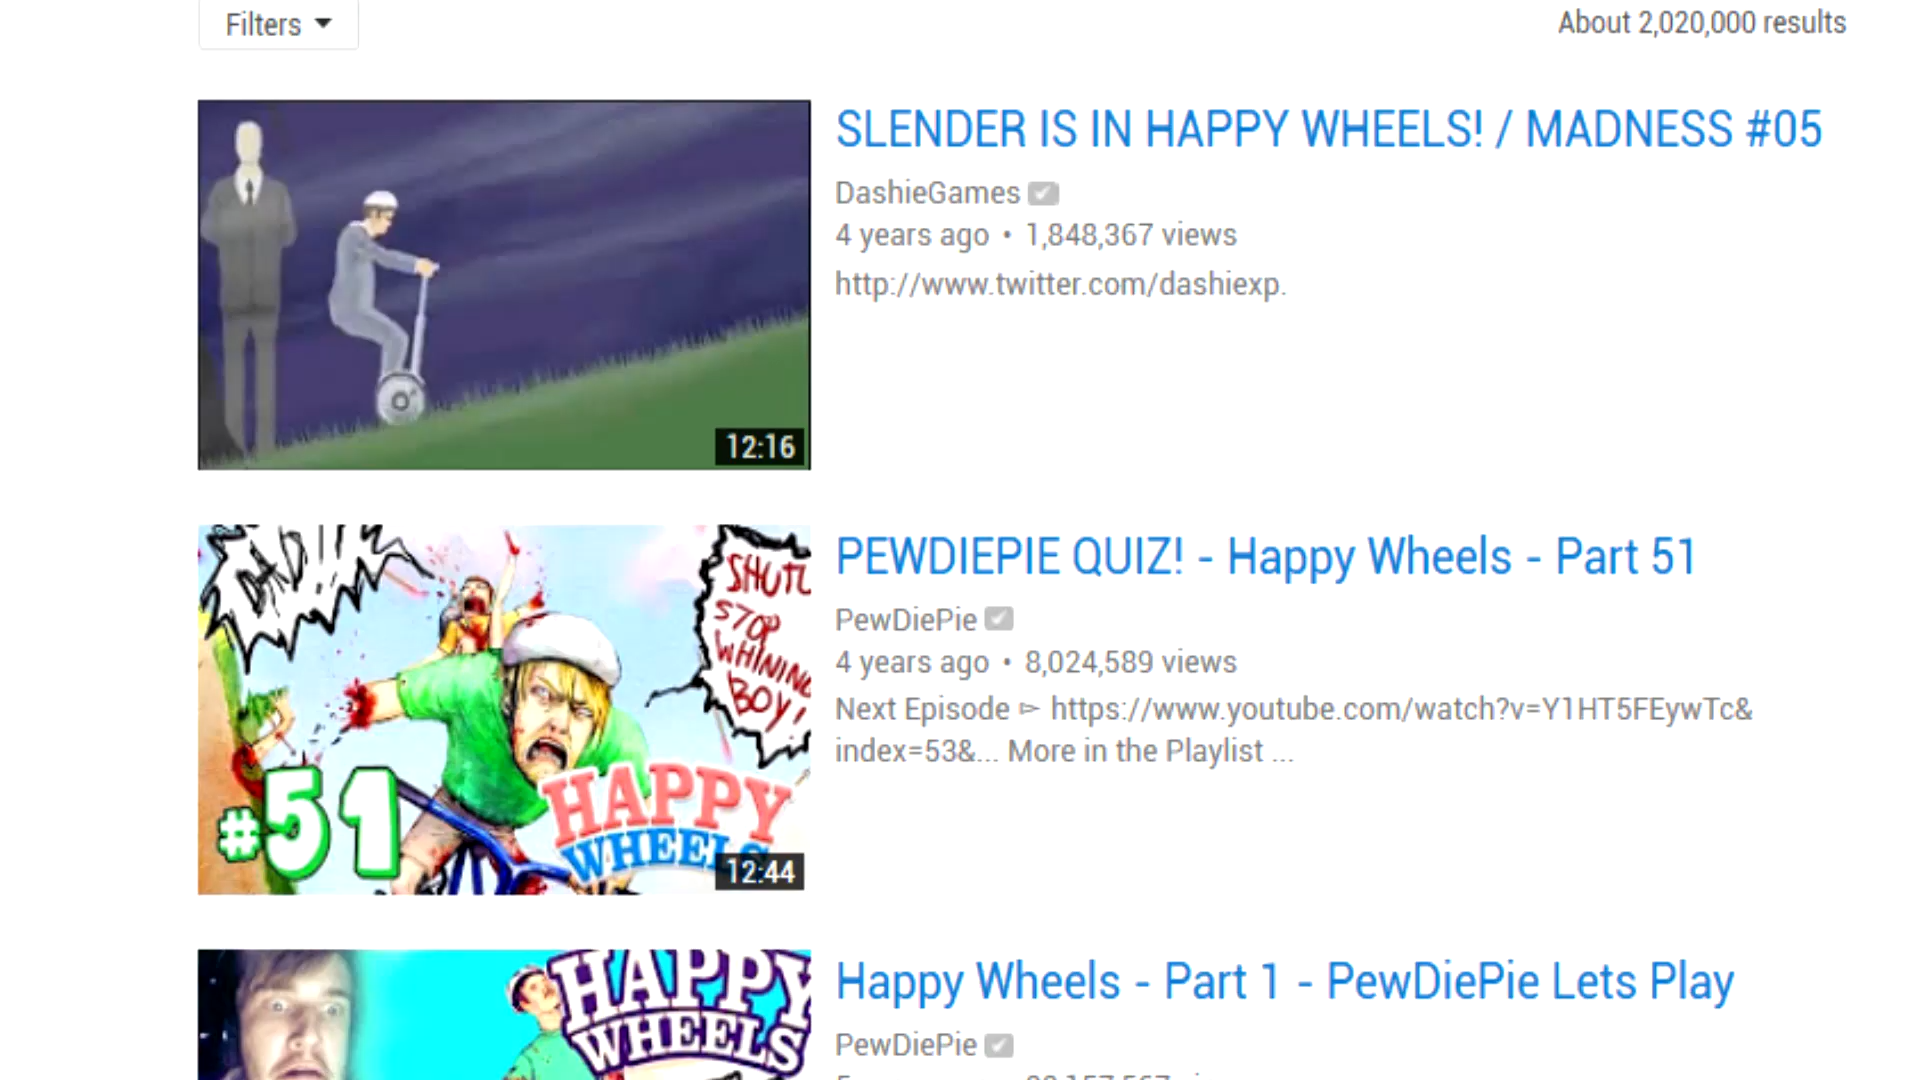 Filters
About 2,020,000 results
SLENDER IS IN HAPPY WHEELS! / MADNESS #05
DashieGames
4 years ago • 1,848,367 views
http://www.twitter.com/dashiexp.
12:16
DAD!!
SHUT
STOP
WHINING
BOY!
#51
HAPPY
WHEELS
12:44
PEWDIEPIE QUIZ! - Happy Wheels - Part 51
PewDiePie
4 years ago • 8,024,589 views
Next Episode ► https://www.youtube.com/watch?v=Y1HT5FEywTc&
index=53&... More in the Playlist ...
HAPPY
WHEELS
Happy Wheels - Part 1 - PewDiePie Lets Play
PewDiePie